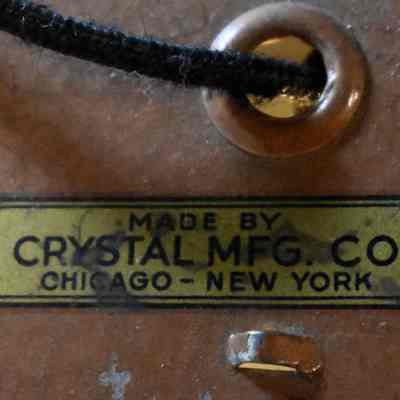 MADE BY
CRYSTAL MFG. CO
CHICAGO - NEW YORK